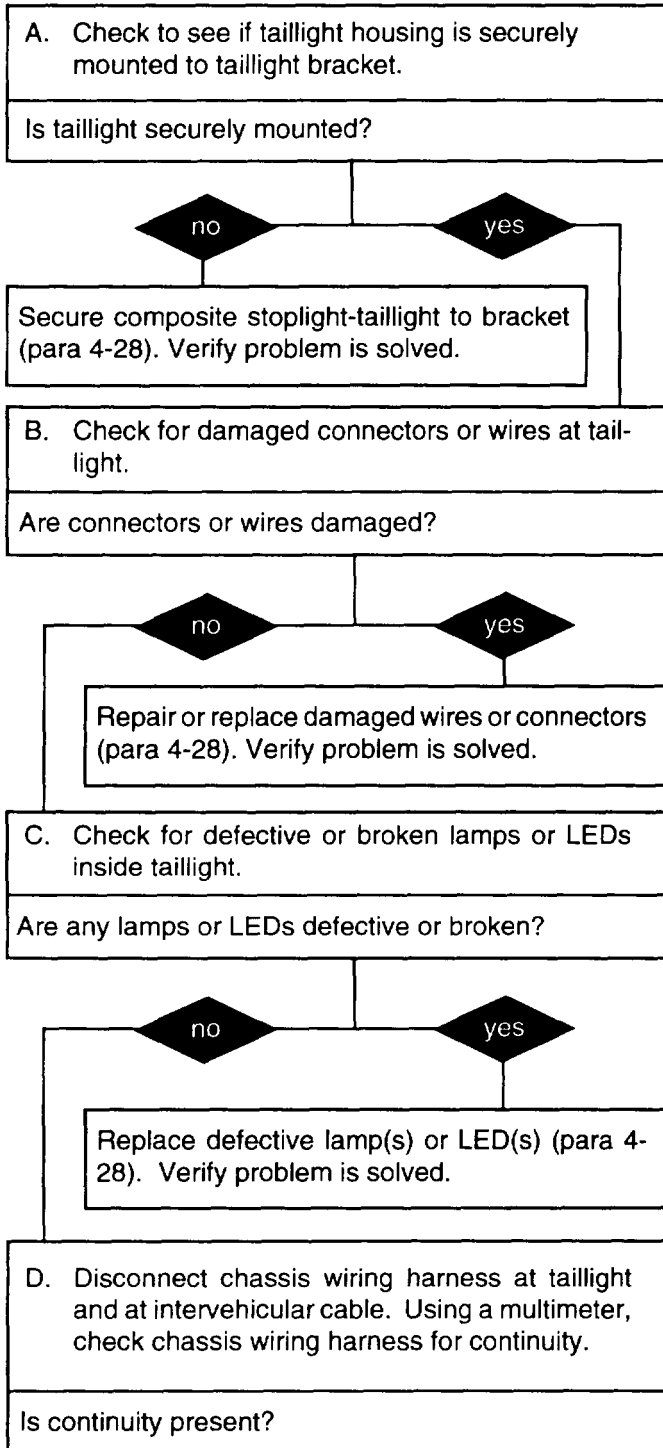 A. Check to see if taillight housing is securely
mounted to taillight bracket.
Is taillight securely mounted?
no
yes
Secure composite stoplight-taillight to bracket
(para 4-28). Verify problem is solved.
B. Check for damaged connectors or wires at tail-
light.
Are connectors or wires damaged?
no
yes
Repair or replace damaged wires or connectors
(para 4-28). Verify problem is solved.
C. Check for defective or broken lamps or LEDs
inside taillight.
Are any lamps or LEDs defective or broken?
no
yes
Replace defective lamp(s) or LED(s) (para 4-
28). Verify problem is solved.
D. Disconnect chassis wiring harness at taillight
and at intervehicular cable. Using a multimeter,
check chassis wiring harness for continuity.
Is continuity present?